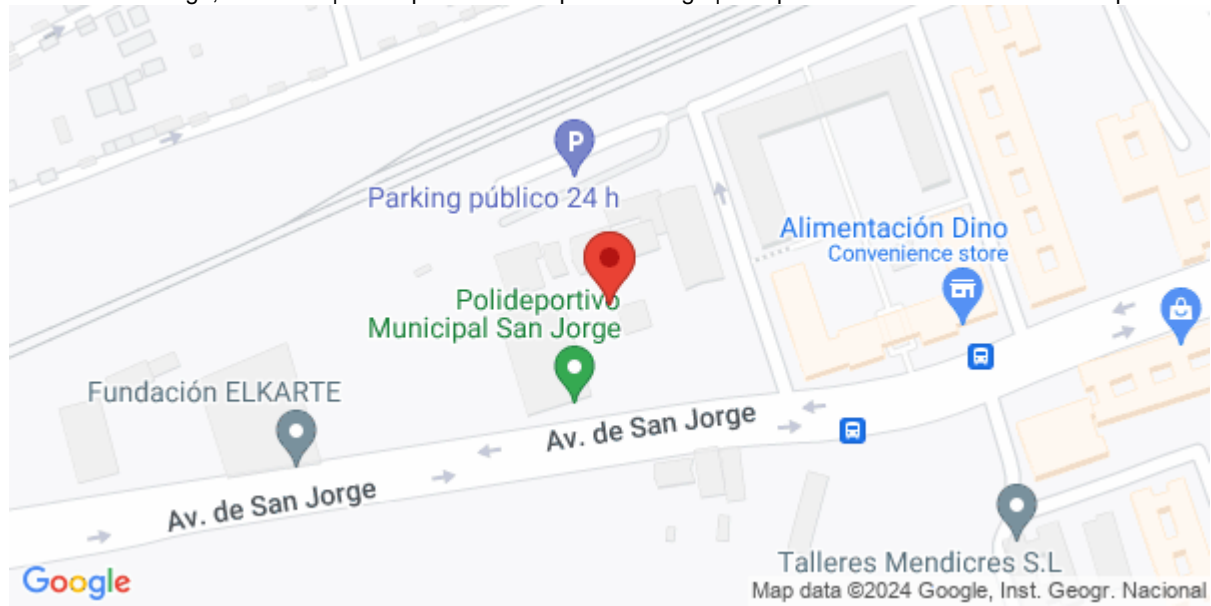 P
Parking público 24 h
Alimentación Dino
Convenience store
Polideportivo
Municipal San Jorge
Fundación ELKARTE
Av. de San Jorge
Av. de San Jorge
Talleres Mendicres S.L
Google
Map data ©2024 Google, Inst. Geogr. Nacional